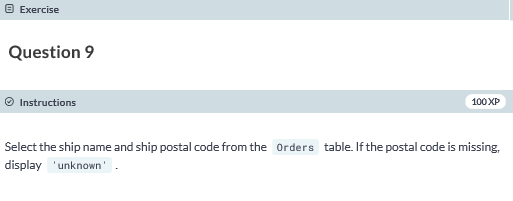 Exercise
Question 9
Instructions
100 XP
Select the ship name and ship postal code from the Orders table. If the postal code is missing,
display 'unknown' .